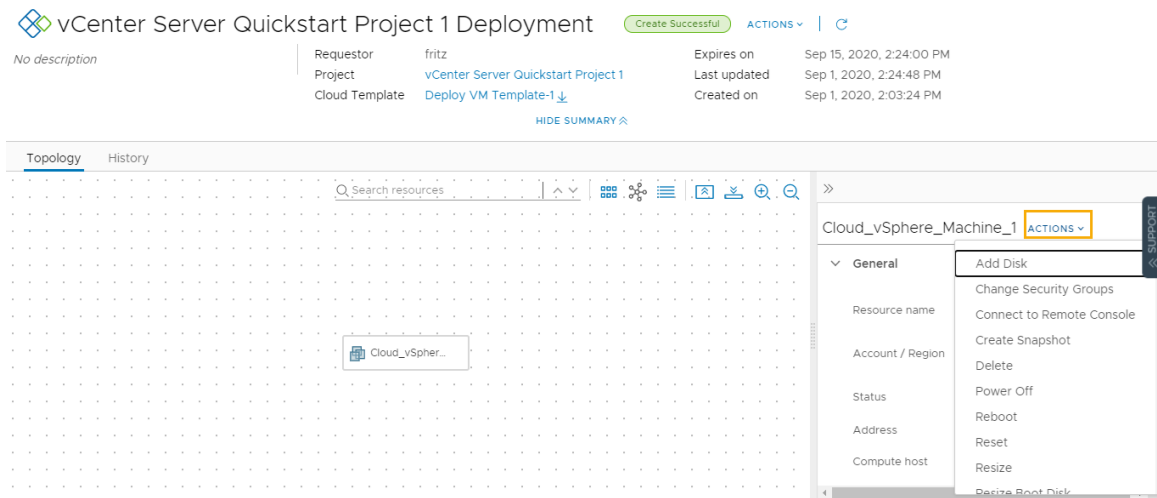 vCenter Server Quickstart Project 1 Deployment Create Successful ACTIONS
No description
Requestor fritz
Project vCenter Server Quickstart Project 1
Cloud Template Deploy VM Template-1
Expires on Sep 15, 2020, 2:24:00 PM
Last updated Sep 1, 2020, 2:24:48 PM
Created on Sep 1, 2020, 2:03:24 PM
HIDE SUMMARY
Topology History
Search resources
Cloud_vSpher...
Cloud_vSphere_Machine_1 ACTIONS
General
Resource name
Account / Region
Status
Address
Compute host
Add Disk
Change Security Groups
Connect to Remote Console
Create Snapshot
Delete
Power Off
Reboot
Reset
Resize
Resize Boot Disk
SUPPORT